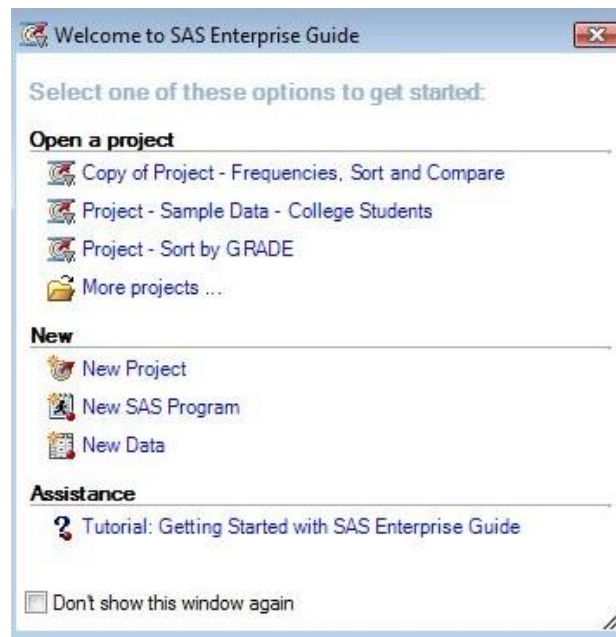 Welcome to SAS Enterprise Guide
Select one of these options to get started:
Open a project
Copy of Project - Frequencies, Sort and Compare
Project - Sample Data - College Students
Project - Sort by GRADE
More projects ...
New
New Project
New SAS Program
New Data
Assistance
Tutorial: Getting Started with SAS Enterprise Guide
Don't show this window again